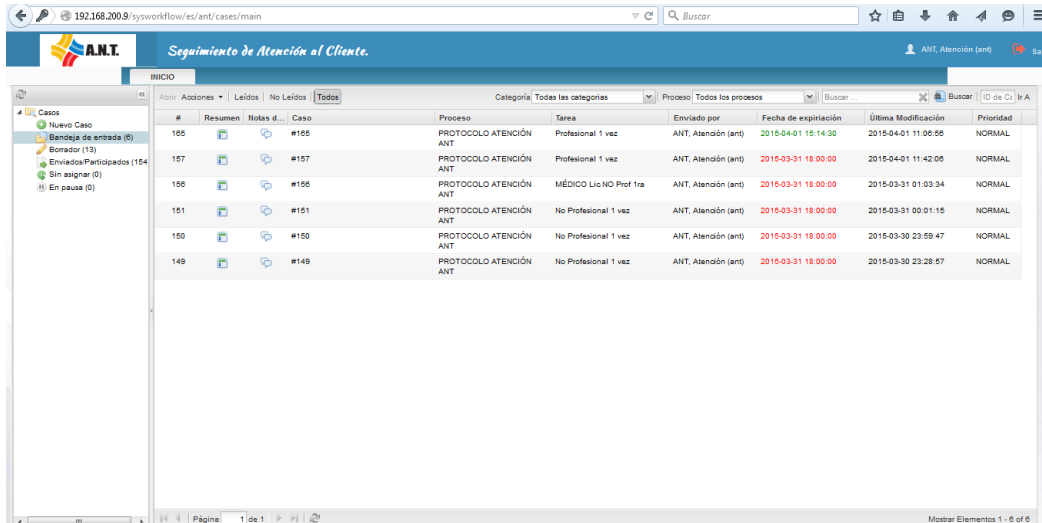 192.168.200.9/sysworkflow/es/ant/cases/main
Buscar
A.N.T.
Seguimiento de Atención al Cliente.
ANT, Atención (ant)
INICIO
Casos
Nuevo Caso
Bandeja de entrada (6)
Borrador (13)
Enviados/Participados (154
Sin asignar (0)
En pausa (0)
Abrir Acciones Leídos No Leídos Todos Categoría Todas las categorias Proceso Todos los procesos Buscar ... Buscar ID de Ca Ir A
# Resumen Notas d... Caso Proceso Tarea Enviado por Fecha de expiriación Última Modificación Prioridad
165 #165 PROTOCOLO ATENCIÓN ANT Profesional 1 vez ANT, Atención (ant) 2015-04-01 15:14:30 2015-04-01 11:06:56 NORMAL
157 #157 PROTOCOLO ATENCIÓN ANT Profesional 1 vez ANT, Atención (ant) 2015-03-31 18:00:00 2015-04-01 11:42:06 NORMAL
156 #156 PROTOCOLO ATENCIÓN ANT MÉDICO Lic NO Prof 1ra ANT, Atención (ant) 2015-03-31 18:00:00 2015-03-31 01:03:34 NORMAL
151 #151 PROTOCOLO ATENCIÓN ANT No Profesional 1 vez ANT, Atención (ant) 2015-03-31 18:00:00 2015-03-31 00:01:15 NORMAL
150 #150 PROTOCOLO ATENCIÓN ANT No Profesional 1 vez ANT, Atención (ant) 2015-03-31 18:00:00 2015-03-30 23:59:47 NORMAL
149 #149 PROTOCOLO ATENCIÓN ANT No Profesional 1 vez ANT, Atención (ant) 2015-03-31 18:00:00 2015-03-30 23:28:57 NORMAL
Página 1 de 1
Mostrar Elementos 1 - 6 of 6